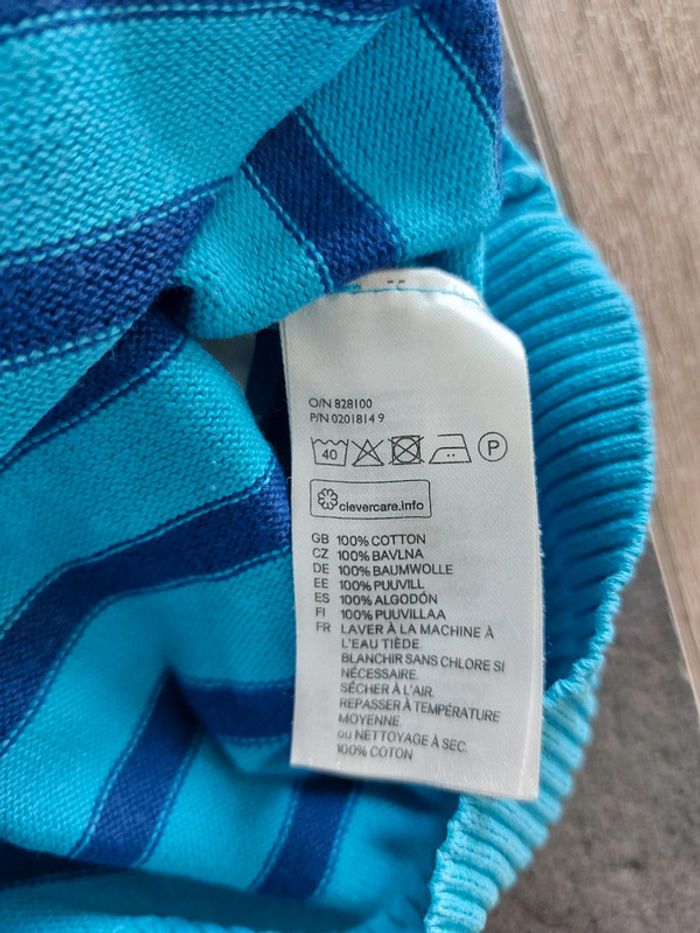 O/N 828100
P/N 0201814 9
40 P
clevercare.info
GB 100% COTTON
CZ 100% BAVLNA
DE 100% BAUMWOLLE
EE 100% PUUVILL
ES 100% ALGODÓN
FI 100% PUUVILLAA
FR LAVER À LA MACHINE À
L'EAU TIÈDE.
BLANCHIR SANS CHLORE SI
NÉCESSAIRE.
SÉCHER À L'AIR.
REPASSER À TEMPÉRATURE
MOYENNE.
ou NETTOYAGE À SEC.
100% COTON